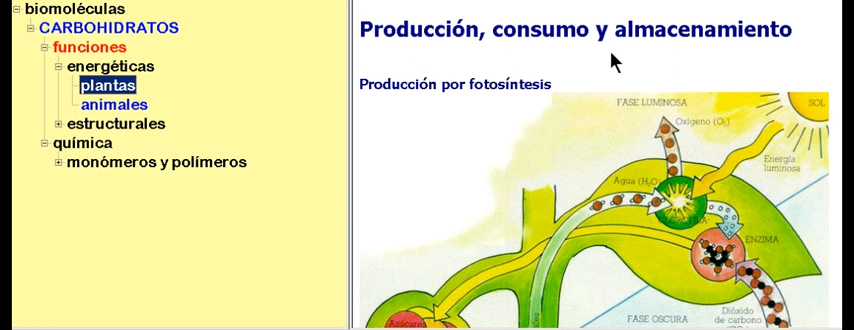 biomoléculas
CARBOHIDRATOS
funciones
energéticas
plantas
animales
estructurales
química
monómeros y polímeros
Producción, consumo y almacenamiento
Producción por fotosíntesis
FASE LUMINOSA
SOL
Oxígeno (O₂)
Energía
luminosa
Agua (H₂O)
ENZIMA
Azúcares
FASE OSCURA
Dióxido
de carbono